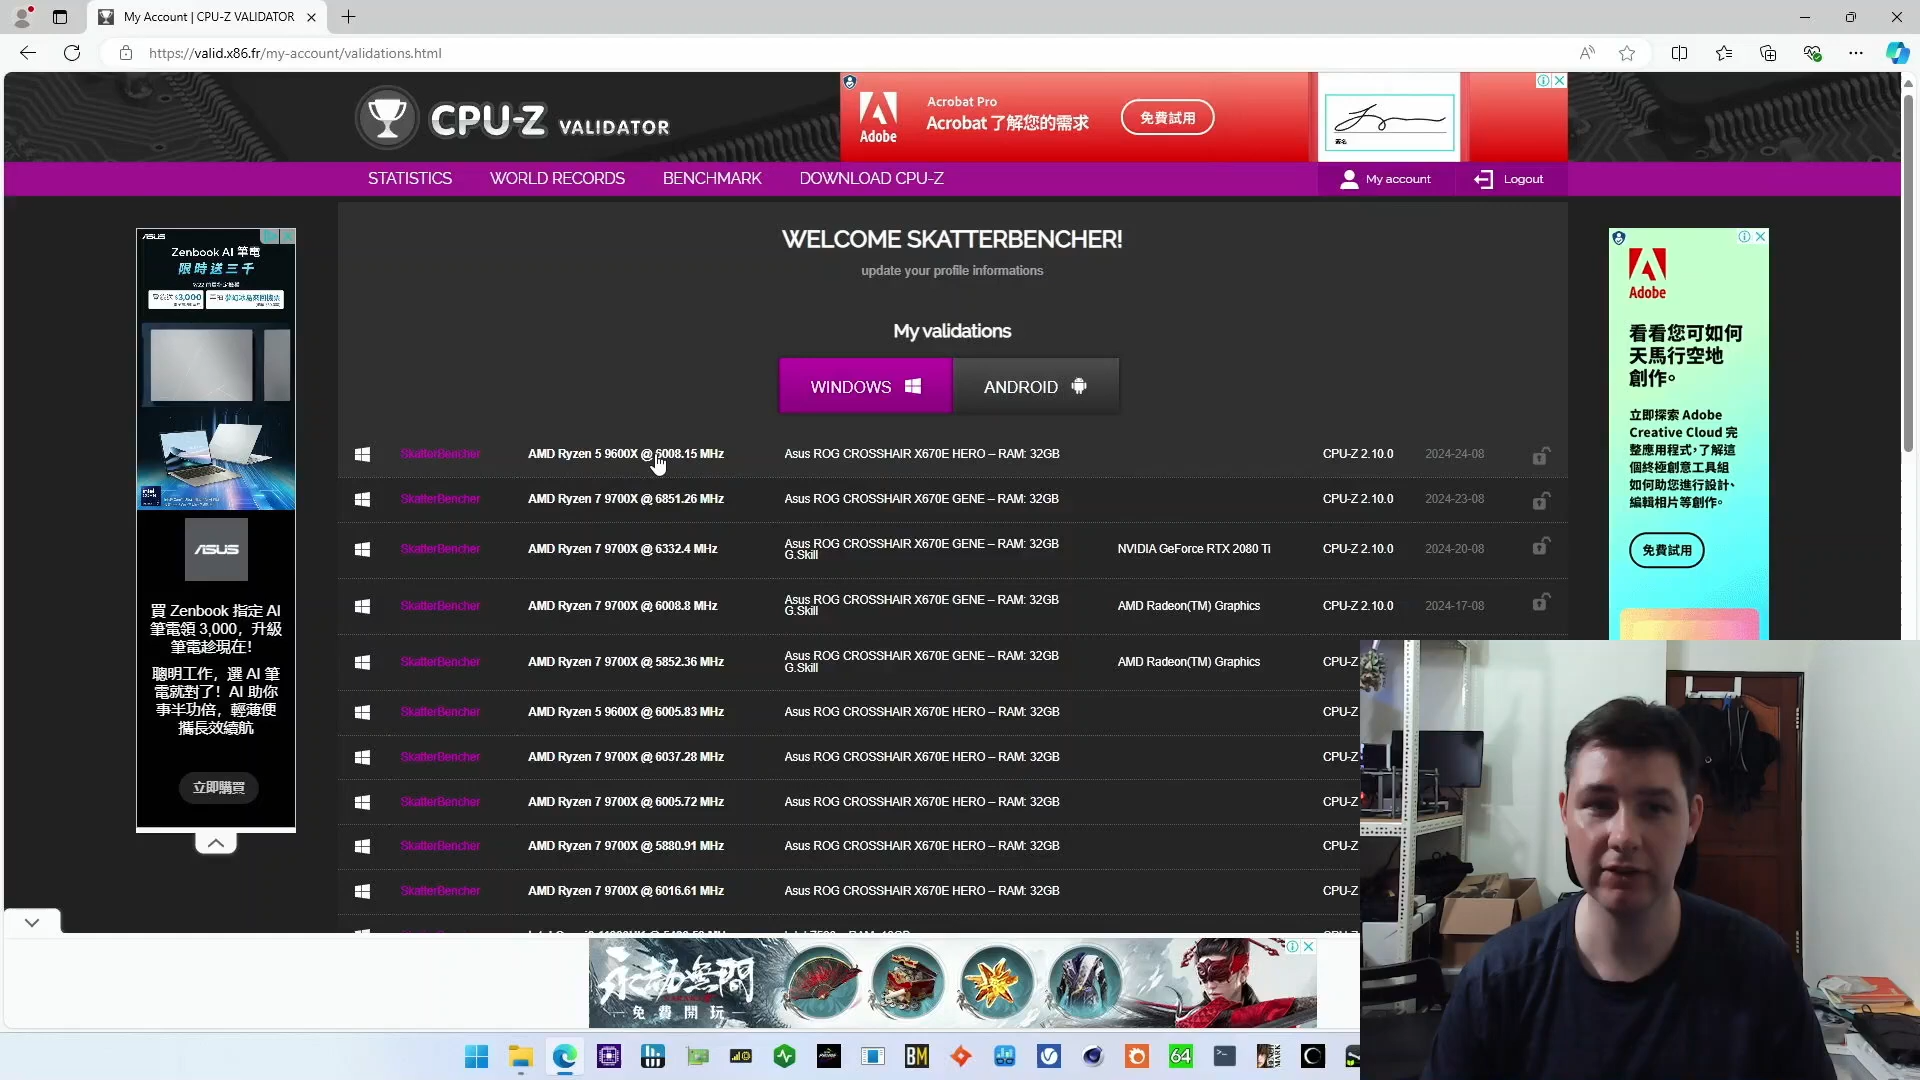 My Account | CPU-Z VALIDATOR
https://valid.x86.fr/my-account/validations.html
CPU-Z VALIDATOR
Adobe
Acrobat Pro
Acrobat 了解您的需求
免費試用
簽名
STATISTICS
WORLD RECORDS
BENCHMARK
DOWNLOAD CPU-Z
My account
Logout
WELCOME SKATTERBENCHER!
update your profile informations
My validations
WINDOWS
ANDROID
SkatterBencher AMD Ryzen 5 9600X @ 6008.15 MHz Asus ROG CROSSHAIR X670E HERO – RAM: 32GB CPU-Z 2.10.0 2024-24-08
SkatterBencher AMD Ryzen 7 9700X @ 6851.26 MHz Asus ROG CROSSHAIR X670E GENE – RAM: 32GB CPU-Z 2.10.0 2024-23-08
SkatterBencher AMD Ryzen 7 9700X @ 6332.4 MHz Asus ROG CROSSHAIR X670E GENE – RAM: 32GB NVIDIA GeForce RTX 2080 Ti CPU-Z 2.10.0 2024-20-08
G.Skill
SkatterBencher AMD Ryzen 7 9700X @ 6008.8 MHz Asus ROG CROSSHAIR X670E GENE – RAM: 32GB AMD Radeon(TM) Graphics CPU-Z 2.10.0 2024-17-08
G.Skill
SkatterBencher AMD Ryzen 7 9700X @ 5852.36 MHz Asus ROG CROSSHAIR X670E GENE – RAM: 32GB AMD Radeon(TM) Graphics CPU-Z
G.Skill
SkatterBencher AMD Ryzen 5 9600X @ 6005.83 MHz Asus ROG CROSSHAIR X670E HERO – RAM: 32GB CPU-Z
SkatterBencher AMD Ryzen 7 9700X @ 6037.28 MHz Asus ROG CROSSHAIR X670E HERO – RAM: 32GB CPU-Z
SkatterBencher AMD Ryzen 7 9700X @ 6005.72 MHz Asus ROG CROSSHAIR X670E HERO – RAM: 32GB CPU-Z
SkatterBencher AMD Ryzen 7 9700X @ 5880.91 MHz Asus ROG CROSSHAIR X670E HERO – RAM: 32GB CPU-Z
SkatterBencher AMD Ryzen 7 9700X @ 6016.61 MHz Asus ROG CROSSHAIR X670E HERO – RAM: 32GB CPU-Z
ASUS
Zenbook AI 筆電
限時送三千
intel
ASUS
買 Zenbook 指定 AI
筆電領 3,000，升級
筆電趁現在！
聰明工作，選 AI 筆
電就對了！AI 助你
事半功倍，輕薄便
攜長效續航
立即購買
Adobe
看看您可如何
天馬行空地
創作。
立即探索 Adobe
Creative Cloud 完
整應用程式，了解這
個終極創意工具組
如何助您進行設計、
編輯相片等創作。
免費試用
永劫無間
免費開玩
BM
64